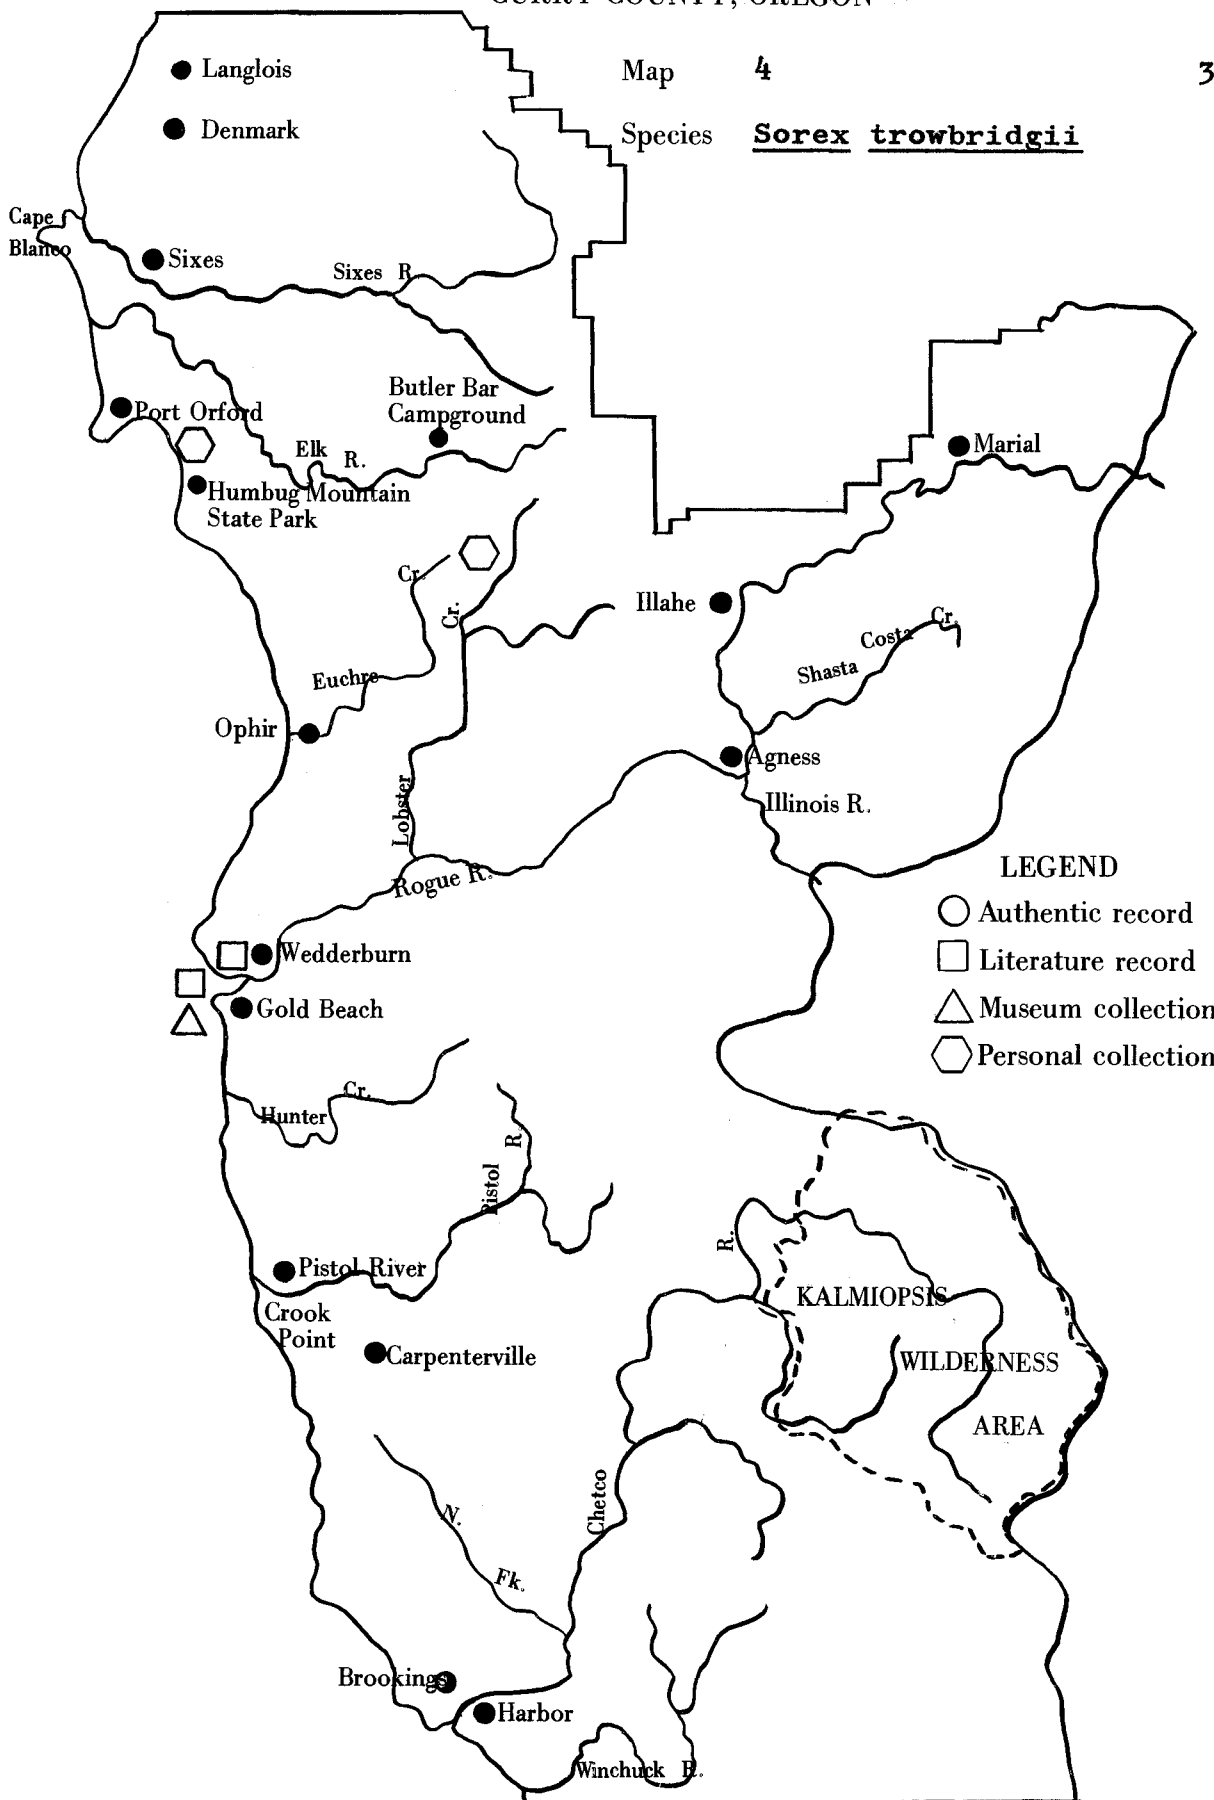 CURRY COUNTY, OREGON
Map 4 3
Species Sorex trowbridgii
Langlois
Denmark
Cape
Blanco
Sixes
Sixes R.
Butler Bar
Campground
Port Orford
Elk R.
Marial
Humbug Mountain
State Park
Cr.
Cr.
Illahe
Cr.
Costa
Shasta
Euchre
Ophir
Agness
Lobster
Illinois R.
Rogue R.
LEGEND
Authentic record
Literature record
Museum collection
Personal collection
Wedderburn
Gold Beach
Cr.
Hunter
R.
Pistol
R.
Pistol River
Crook
Point
KALMIOPSIS
WILDERNESS
AREA
Carpenterville
Chetco
N.
Fk.
Brookings
Harbor
Winchuck R.